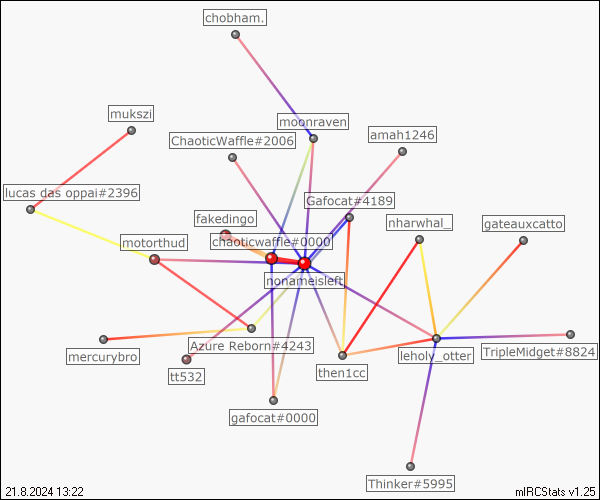 chobham.
mukszi
moonraven
ChaoticWaffle#2006
amah1246
lucas das oppai#2396
Gafocat#4189
fakedingo
nharwhal_
gateauxcatto
motorthud
chaoticwaffle#0000
nonameisleft
Azure Reborn#4243
mercurybro
TripleMidget#8824
leholy_otter
tt532
then1cc
gafocat#0000
Thinker#5995
21.8.2024 13:22
mIRCStats v1.25